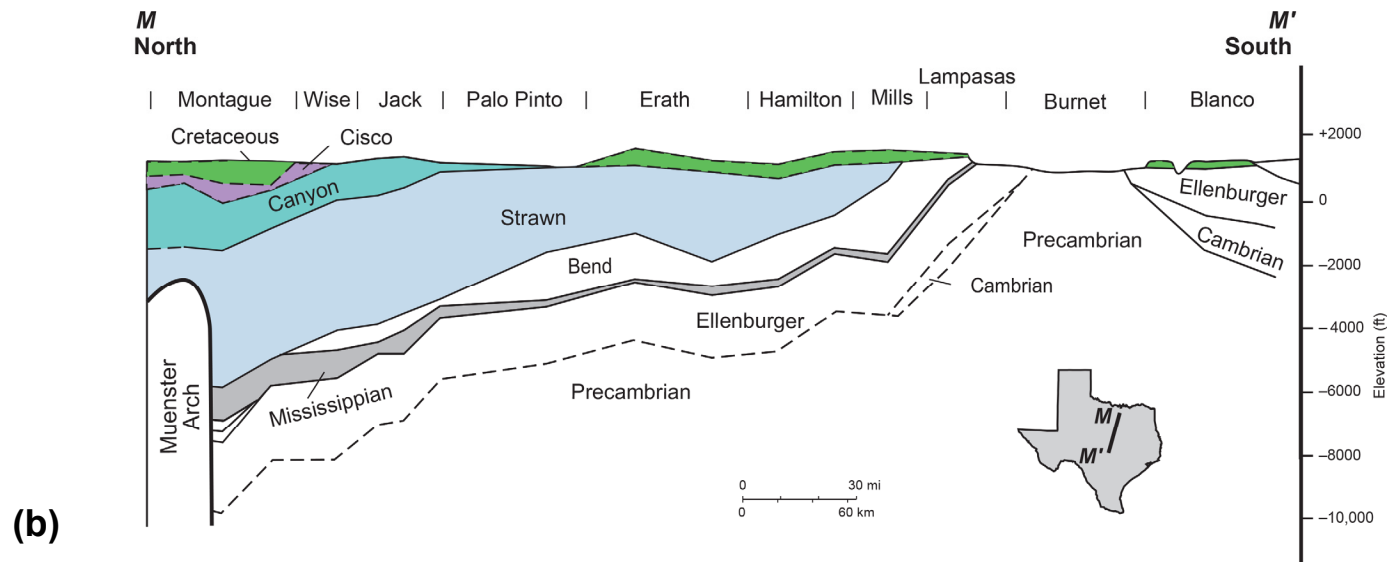 M
North
M'
South
Montague
Wise
Jack
Palo Pinto
Erath
Hamilton
Mills
Lampasas
Burnet
Blanco
Cretaceous
Cisco
Canyon
Strawn
Bend
Ellenburger
Mississippian
Precambrian
Muenster
Arch
Cambrian
Precambrian
Ellenburger
Cambrian
+2000
0
–2000
–4000
–6000
–8000
–10,000
Elevation (ft)
M
M'
0 30 mi
0 60 km
(b)